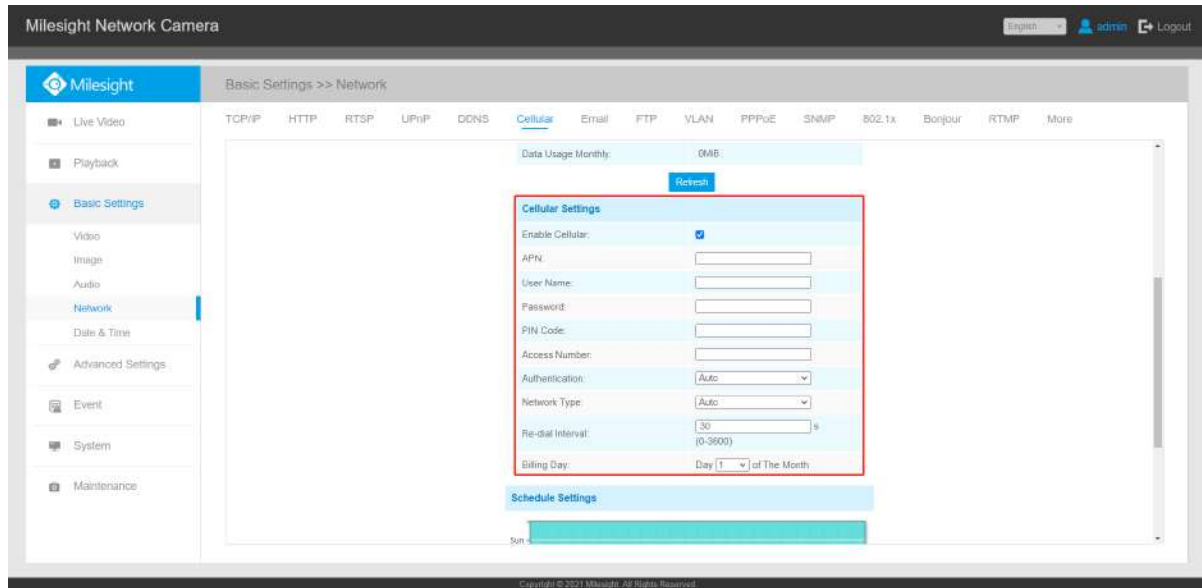 Milesight Network Camera
English
admin
Logout
Milesight
Basic Settings >> Network
Live Video
Playback
Basic Settings
Video
Image
Audio
Network
Date & Time
Advanced Settings
Event
System
Maintenance
TCP/IP HTTP RTSP UPnP DDNS Cellular Email FTP VLAN PPPoE SNMP 802.1x Bonjour RTMP More
Data Usage Monthly: 0MiB
Refresh
Cellular Settings
Enable Cellular:
APN:
User Name:
Password:
PIN Code:
Access Number:
Authentication: Auto
Network Type: Auto
Re-dial Interval: 30 s
(0-3600)
Billing Day: Day 1 of The Month
Schedule Settings
Sun
Copyright © 2021 Milesight. All Rights Reserved.